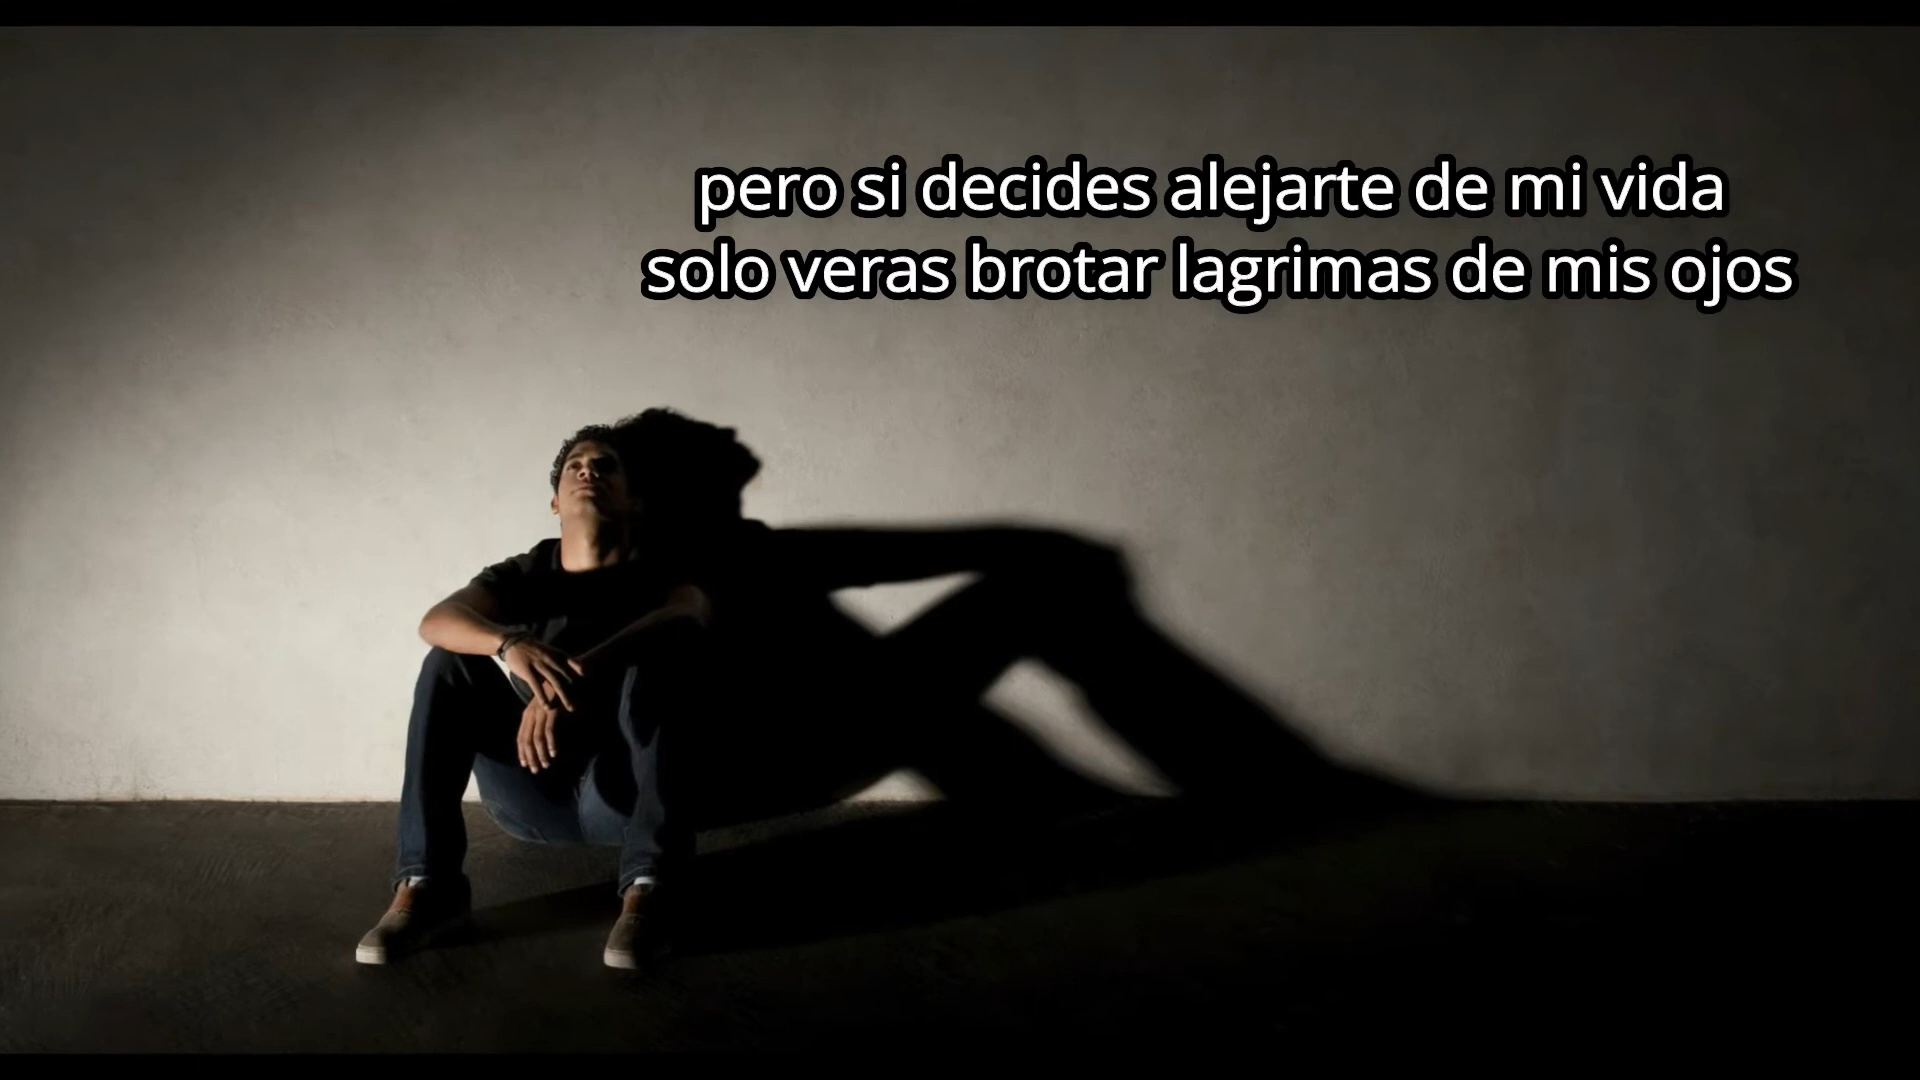 pero si decides alejarte de mi vida
solo veras brotar lagrimas de mis ojos